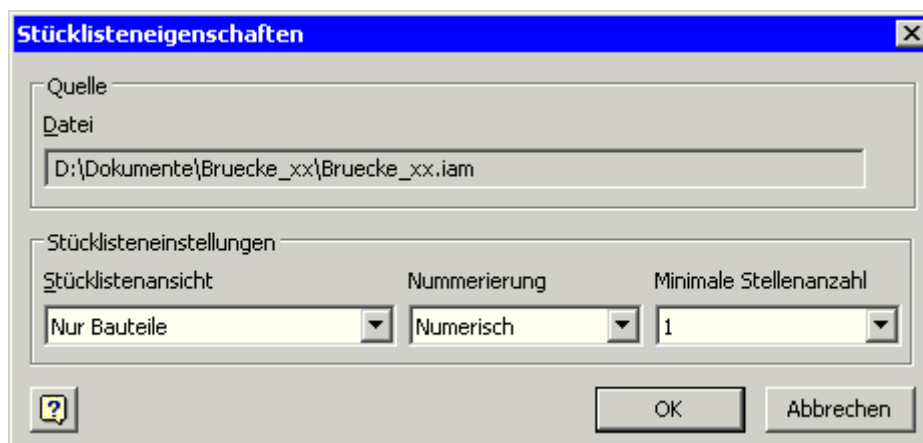 Stücklisteneigenschaften
Quelle
Datei
D:\Dokumente\Bruecke_xx\Bruecke_xx.iam
Stücklisteneinstellungen
Stücklistenansicht Nummerierung Minimale Stellenanzahl
Nur Bauteile Numerisch 1
OK Abbrechen